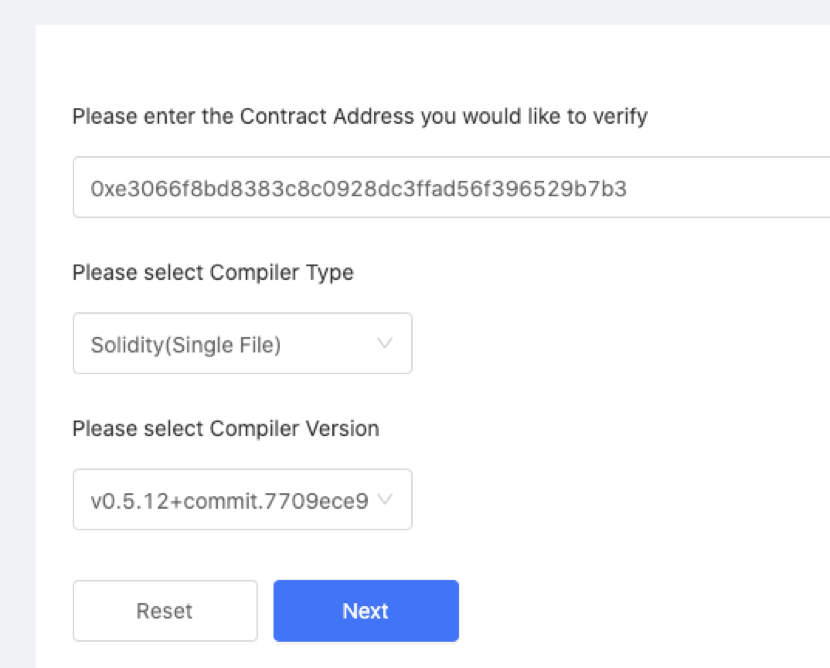 Please enter the Contract Address you would like to verify
0xe3066f8bd8383c8c0928dc3ffad56f396529b7b3
Please select Compiler Type
Solidity(Single File)
Please select Compiler Version
v0.5.12+commit.7709ece9
Reset
Next